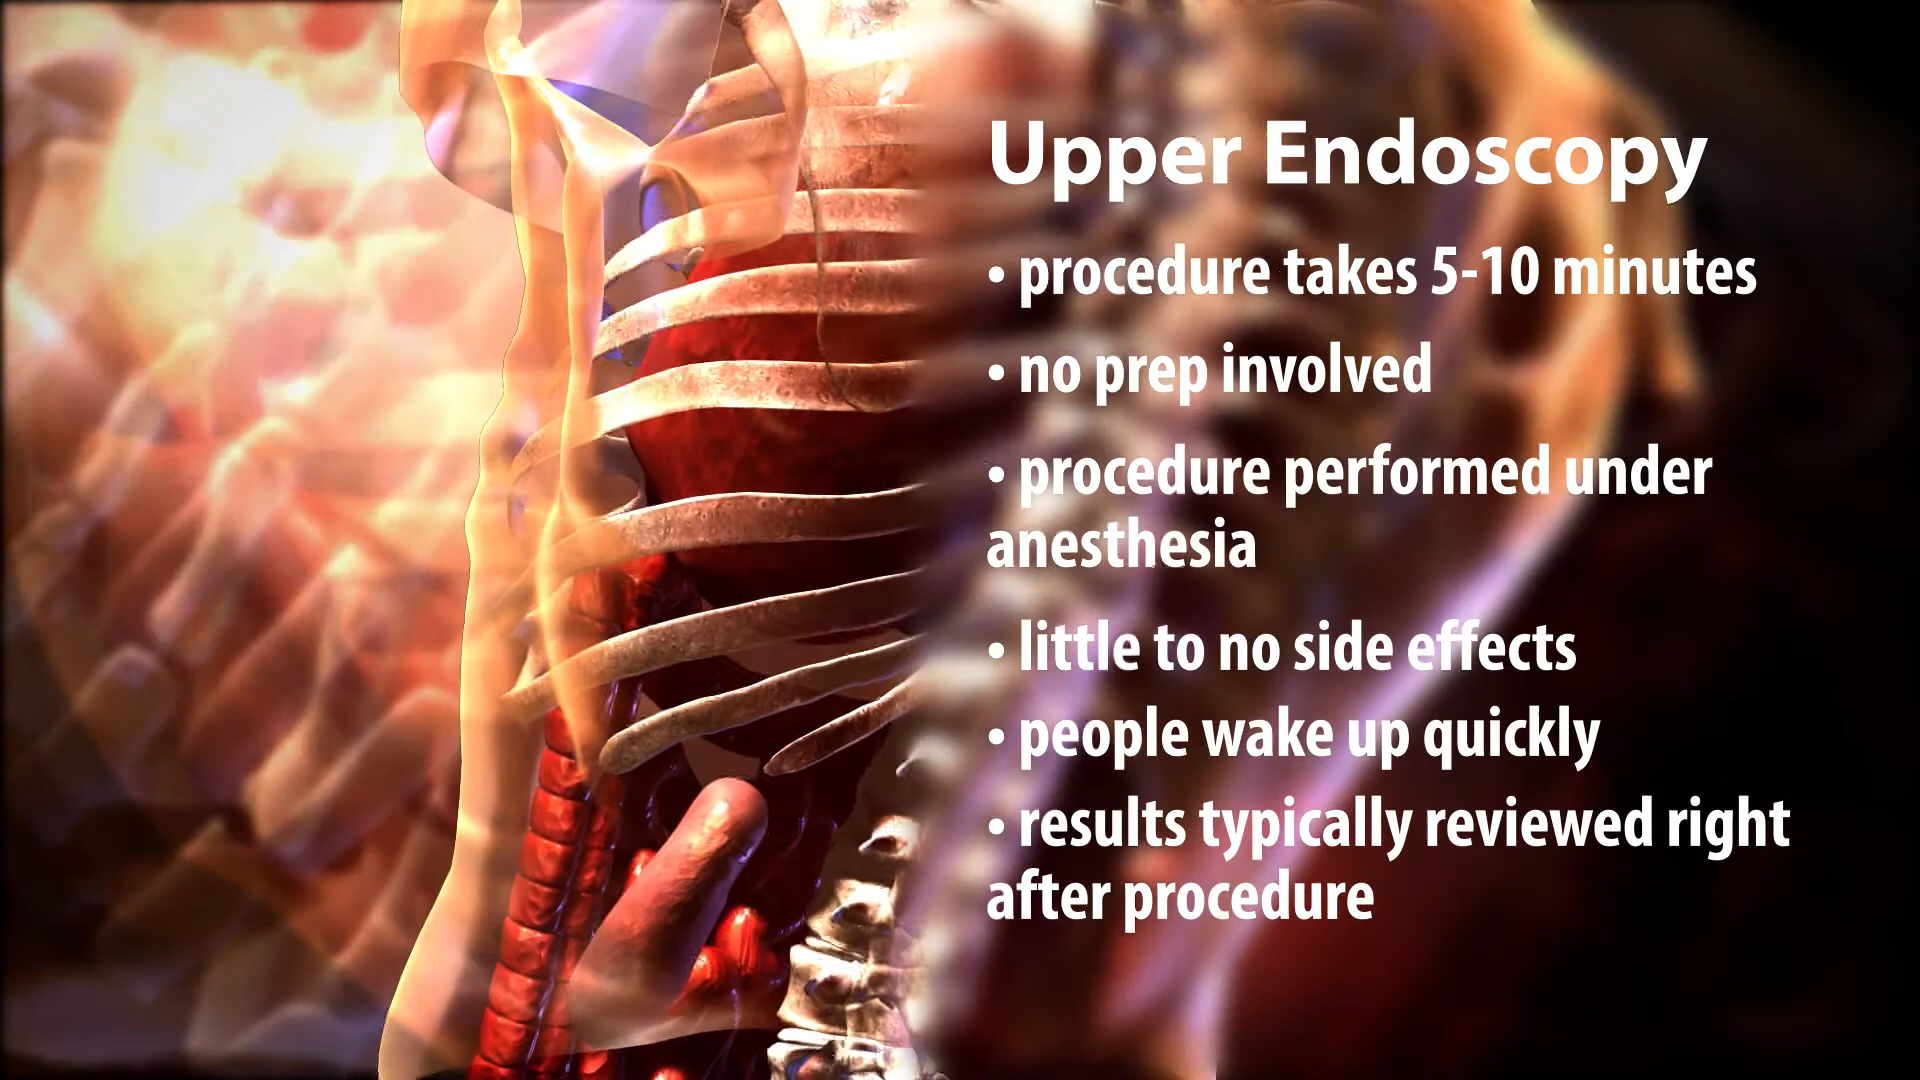 Upper Endoscopy
• procedure takes 5-10 minutes
• no prep involved
• procedure performed under
anesthesia
• little to no side effects
• people wake up quickly
• results typically reviewed right
after procedure